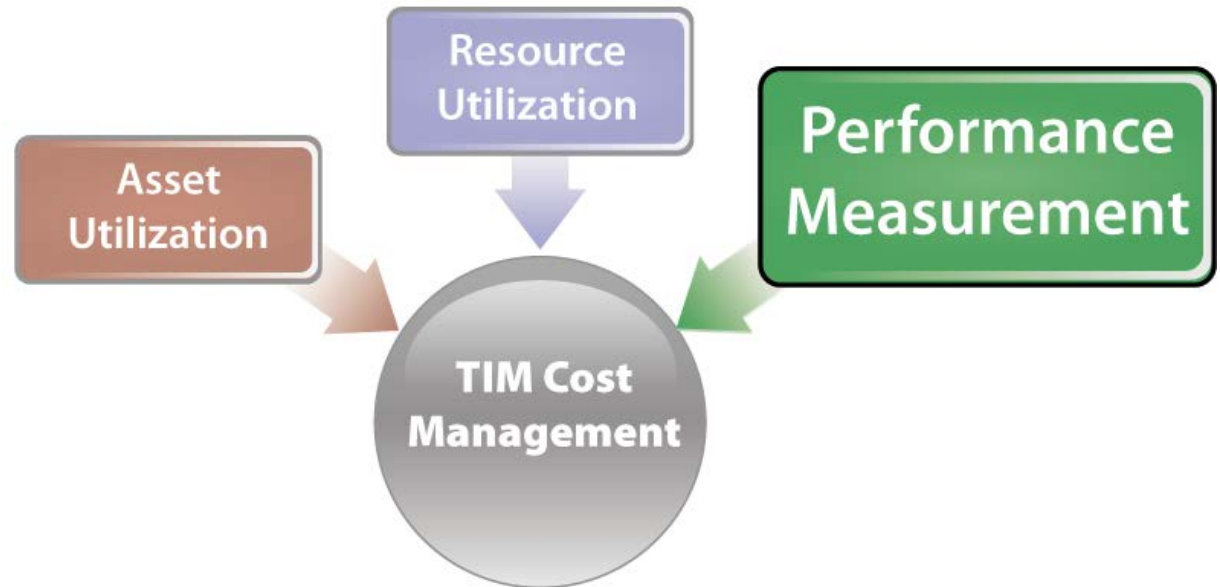 Resource
Utilization
Performance
Measurement
Asset
Utilization
TIM Cost
Management